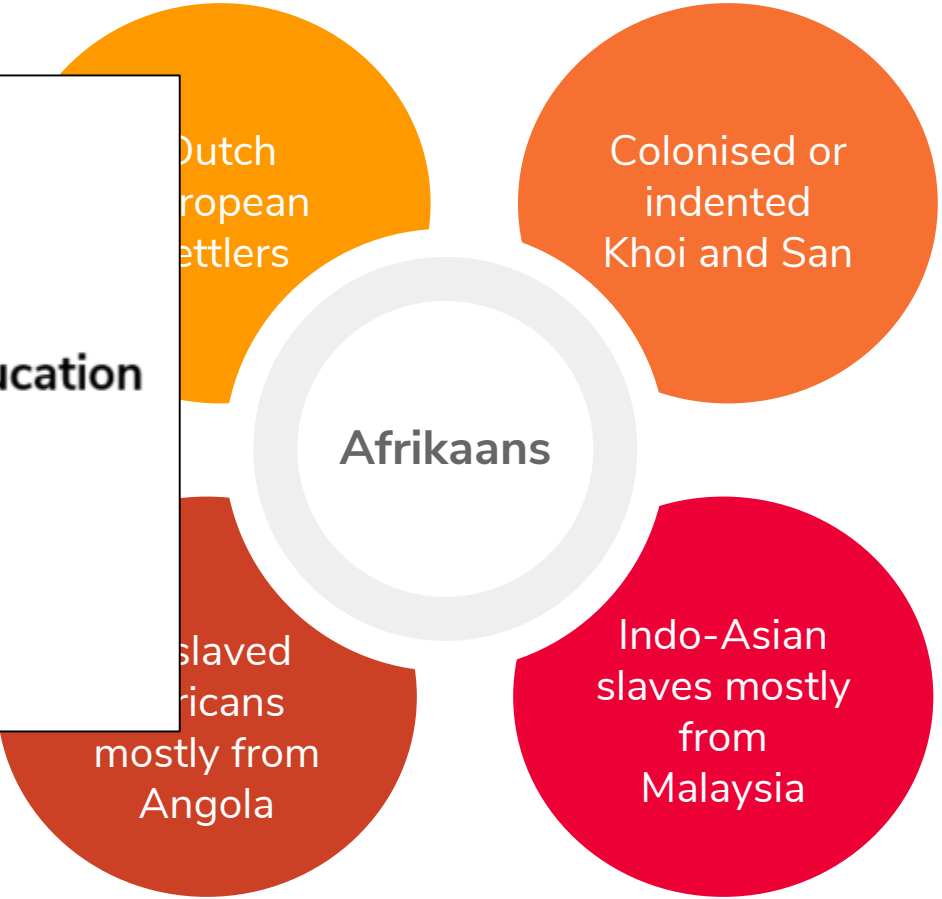 Dutch
ropean
ettlers
Colonised or
indented
Khoi and San
ucation
Afrikaans
slaved
ricans
mostly from
Angola
Indo-Asian
slaves mostly
from
Malaysia